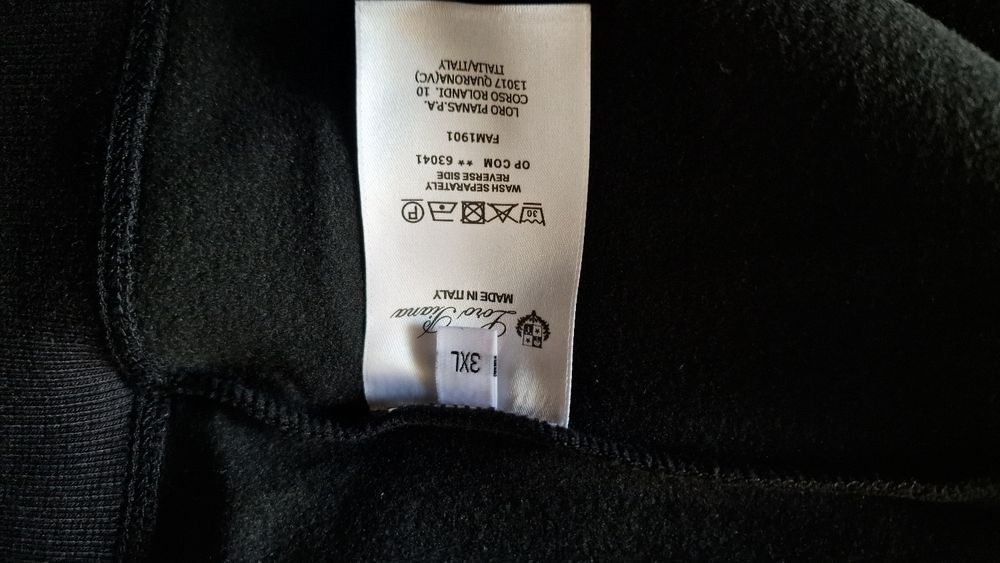 3XL
Loro Piana
MADE IN ITALY
30 P
WASH SEPARATELY
REVERSE SIDE
OP COM ** 63041
FAM1901
LORO PIANAS.P.A.
CORSO ROLANDI. 10
13017 QUARONA(VC)
ITALIA/ITALY